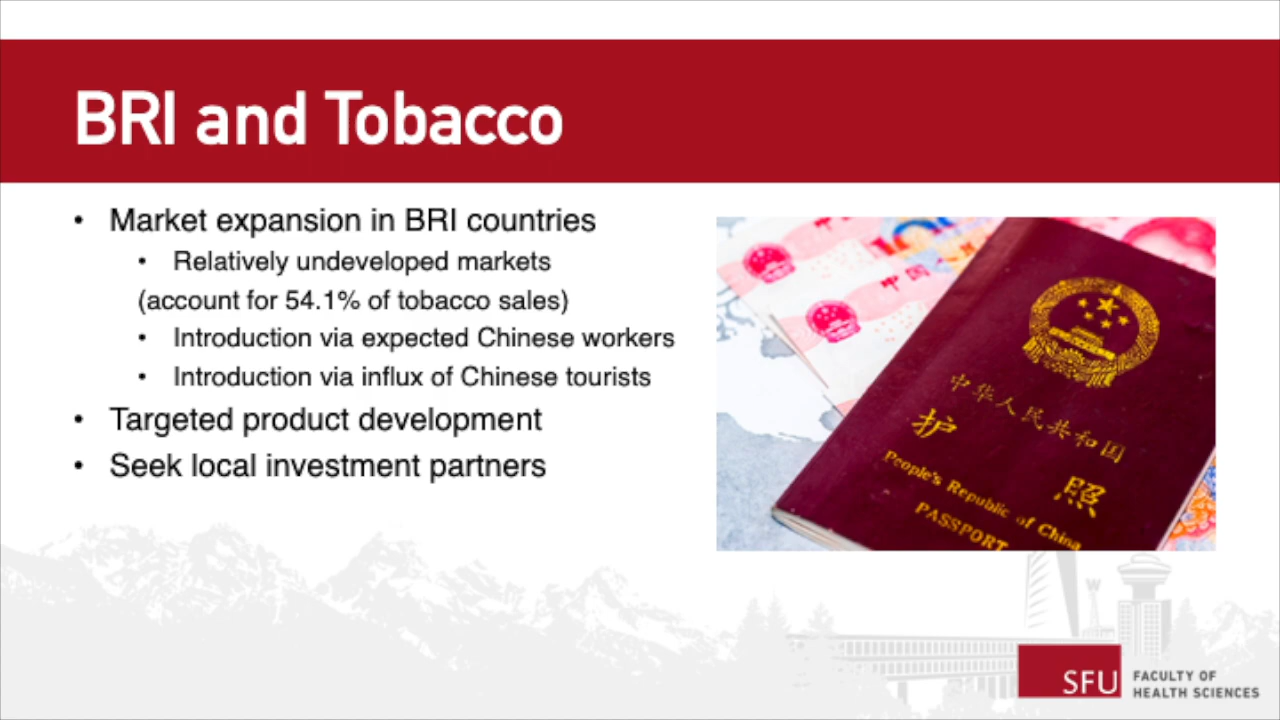 BRI and Tobacco
• Market expansion in BRI countries
• Relatively undeveloped markets
(account for 54.1% of tobacco sales)
• Introduction via expected Chinese workers
• Introduction via influx of Chinese tourists
• Targeted product development
• Seek local investment partners
中国
中华人民共和国
护照
People's Republic of China
PASSPORT
SFU
FACULTY OF
HEALTH SCIENCES